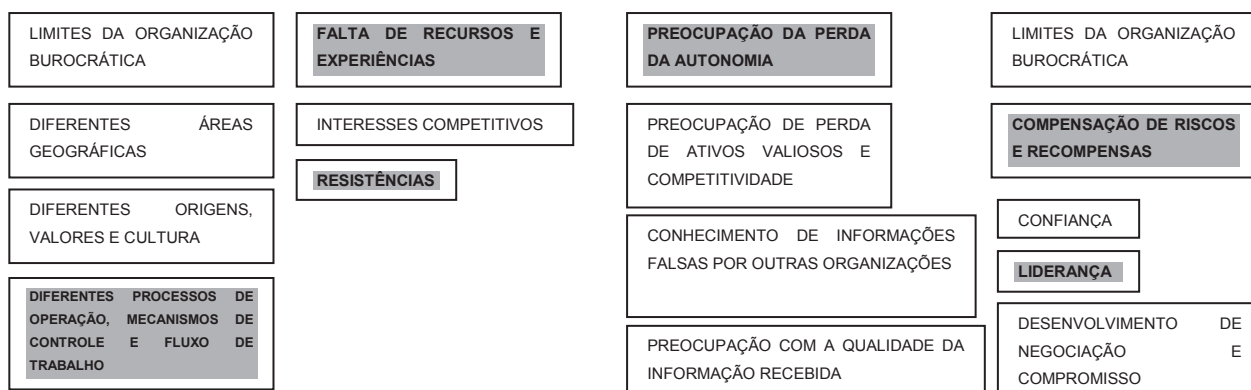 LIMITES DA ORGANIZAÇÃO
BUROCRÁTICA
DIFERENTES ÁREAS
GEOGRÁFICAS
DIFERENTES ORIGENS,
VALORES E CULTURA
DIFERENTES PROCESSOS DE
OPERAÇÃO, MECANISMOS DE
CONTROLE E FLUXO DE
TRABALHO
FALTA DE RECURSOS E
EXPERIÊNCIAS
INTERESSES COMPETITIVOS
RESISTÊNCIAS
PREOCUPAÇÃO DA PERDA
DA AUTONOMIA
PREOCUPAÇÃO DE PERDA
DE ATIVOS VALIOSOS E
COMPETITIVIDADE
CONHECIMENTO DE INFORMAÇÕES
FALSAS POR OUTRAS ORGANIZAÇÕES
PREOCUPAÇÃO COM A QUALIDADE DA
INFORMAÇÃO RECEBIDA
LIMITES DA ORGANIZAÇÃO
BUROCRÁTICA
COMPENSAÇÃO DE RISCOS
E RECOMPENSAS
CONFIANÇA
LIDERANÇA
DESENVOLVIMENTO DE
NEGOCIAÇÃO E
COMPROMISSO